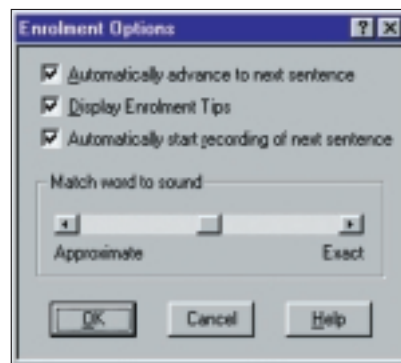 Enrolment Options
Automatically advance to next sentence
Display Enrolment Tips
Automatically start recording of next sentence
Match word to sound
Approximate Exact
OK Cancel Help